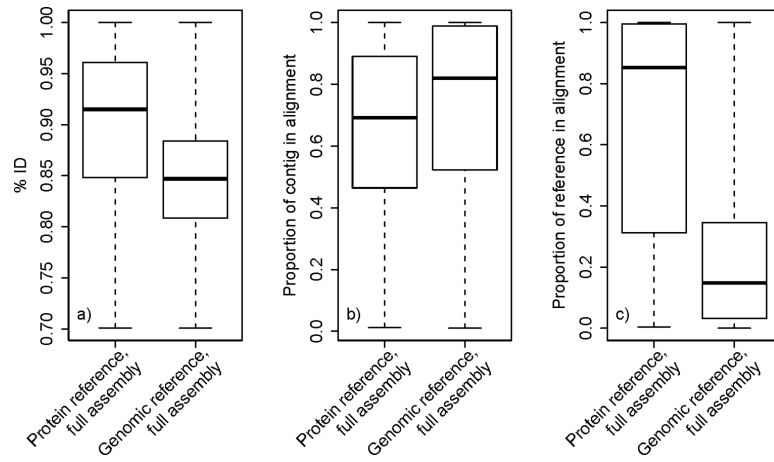 % ID
1.00
0.95
0.90
0.85
0.80
0.75
0.70
a)
Protein reference,
full assembly
Genomic reference,
full assembly
Proportion of contig in alignment
1.0
0.8
0.6
0.4
0.2
0.0
b)
Protein reference,
full assembly
Genomic reference,
full assembly
Proportion of reference in alignment
1.0
0.8
0.6
0.4
0.2
0.0
c)
Protein reference,
full assembly
Genomic reference,
full assembly